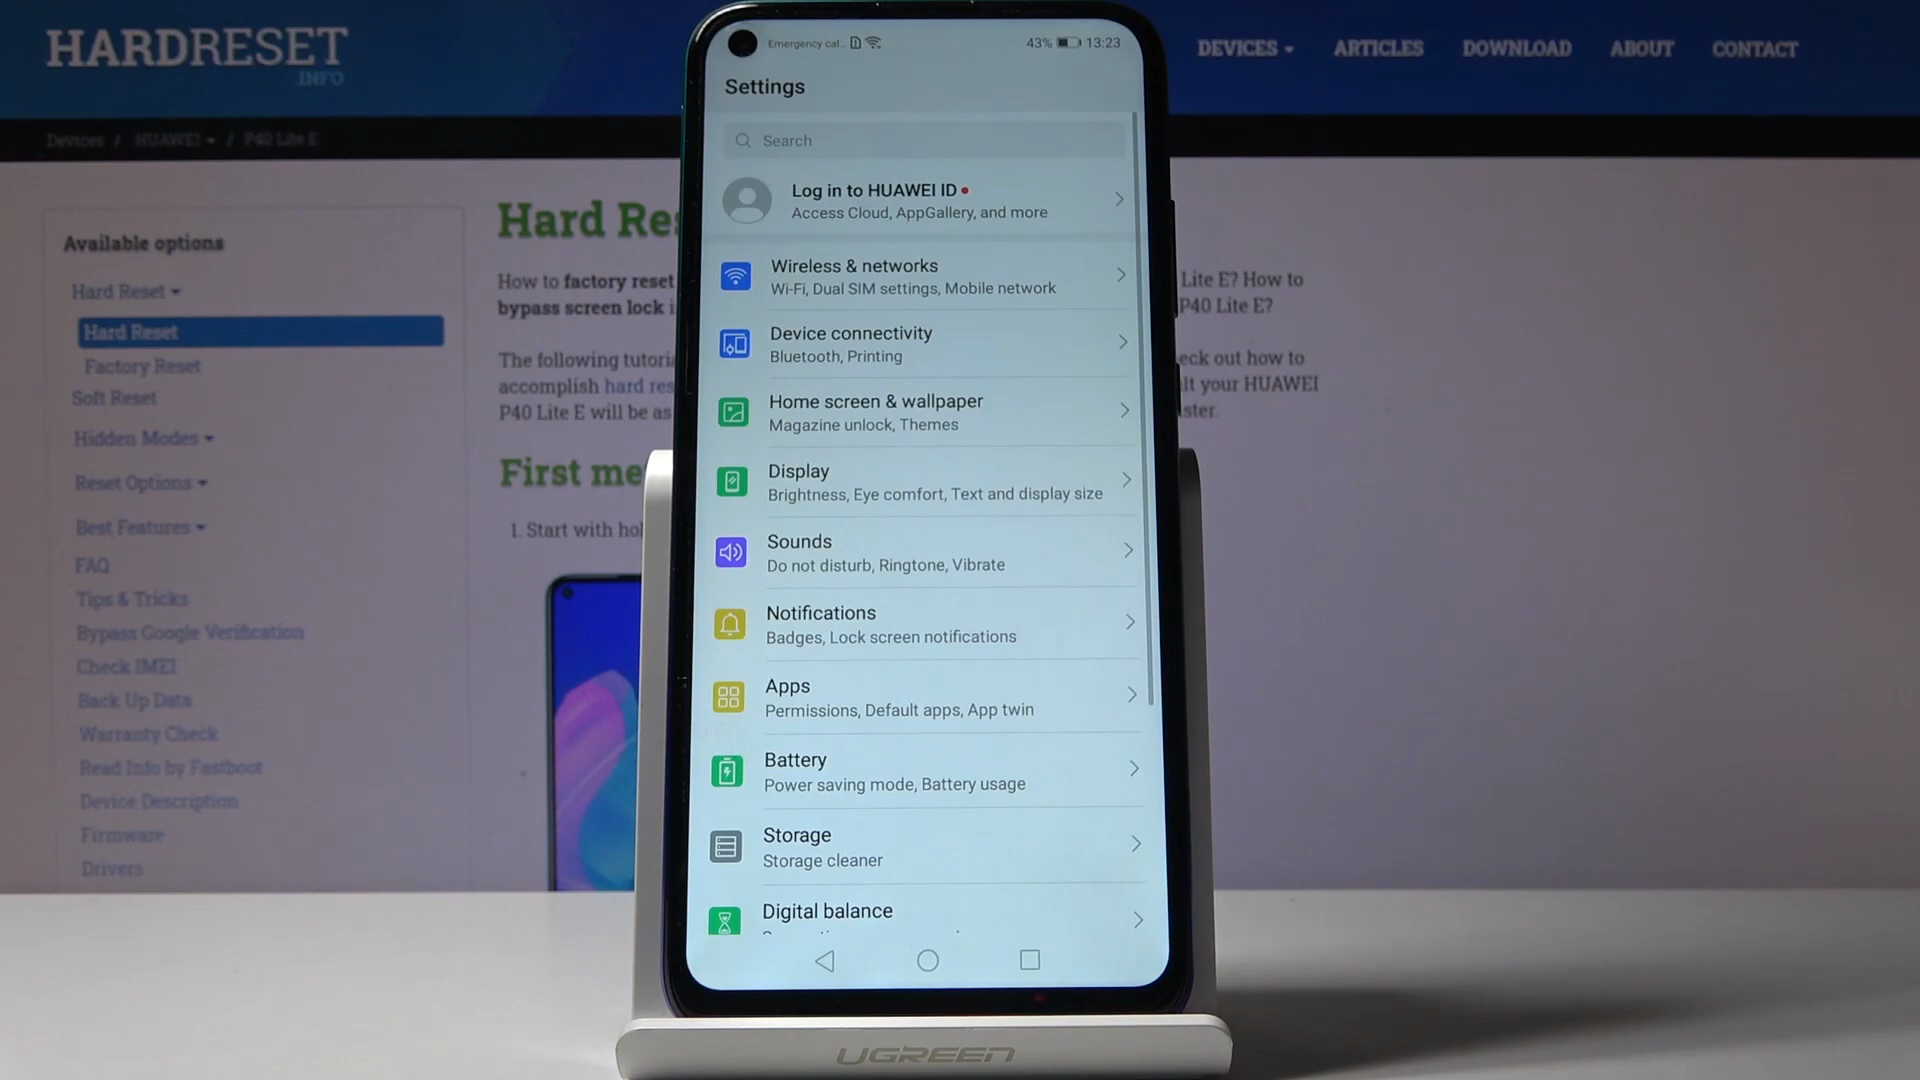 HARDRESET
.INFO
DEVICES
ARTICLES
DOWNLOAD
ABOUT
CONTACT
Devices / HUAWEI / P40 Lite E
Available options
Hard Reset
Hard Reset
Factory Reset
Soft Reset
Hidden Modes
Reset Options
Best Features
FAQ
Tips & Tricks
Bypass Google Verification
Check IMEI
Back Up Data
Warranty Check
Read Info by Fastboot
Device Description
Firmware
Drivers
Hard Res
How to factory reset
bypass screen lock
The following tutoria
accomplish hard res
P40 Lite E will be as
First me
1. Start with hol
Lite E? How to
P40 Lite E?
eck out how to
lt your HUAWEI
ster.
Emergency cal...
43% 13:23
Settings
Search
Log in to HUAWEI ID
Access Cloud, AppGallery, and more
Wireless & networks
Wi-Fi, Dual SIM settings, Mobile network
Device connectivity
Bluetooth, Printing
Home screen & wallpaper
Magazine unlock, Themes
Display
Brightness, Eye comfort, Text and display size
Sounds
Do not disturb, Ringtone, Vibrate
Notifications
Badges, Lock screen notifications
Apps
Permissions, Default apps, App twin
Battery
Power saving mode, Battery usage
Storage
Storage cleaner
Digital balance
UGREEN